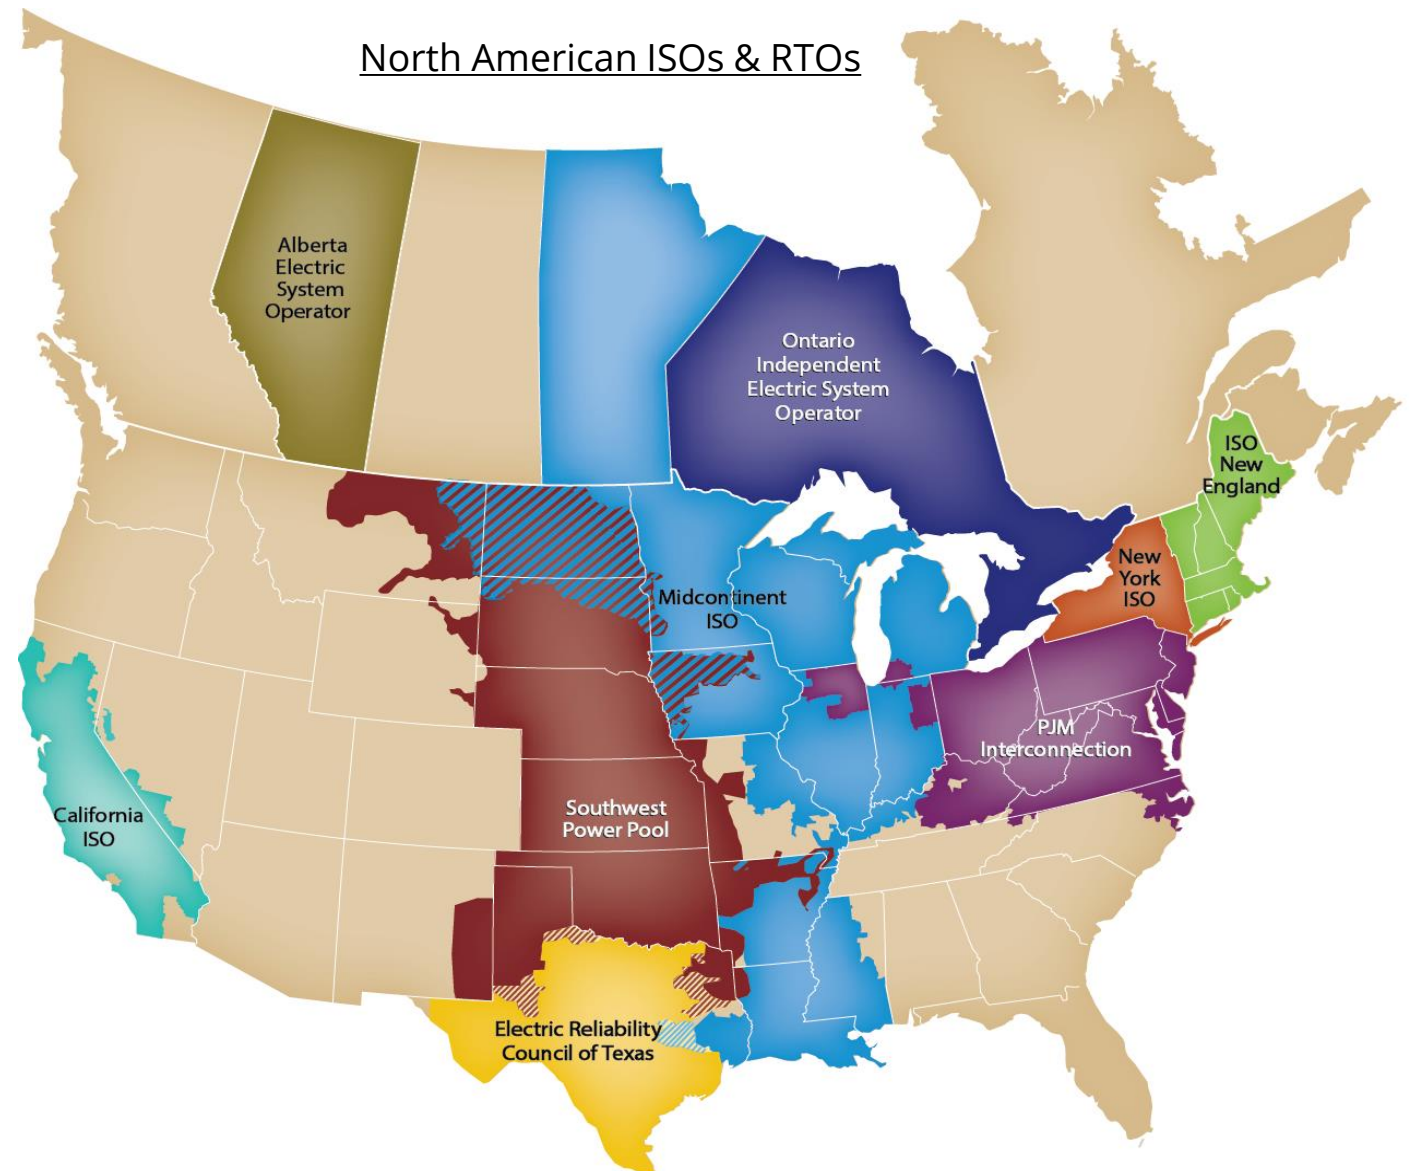 North American ISOs & RTOs
Alberta
Electric
System
Operator
Ontario
Independent
Electric System
Operator
ISO
New
England
New
York
ISO
Midcontinent
ISO
PJM
Interconnection
California
ISO
Southwest
Power Pool
Electric Reliability
Council of Texas